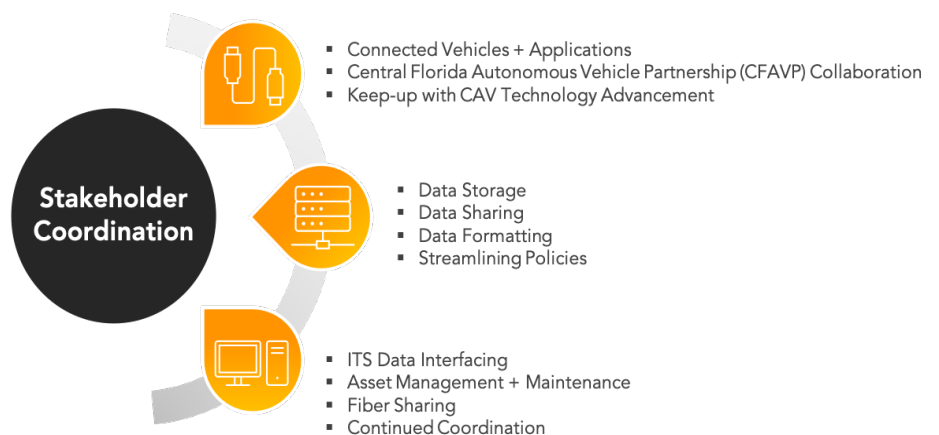 Stakeholder
Coordination
▪ Connected Vehicles + Applications
▪ Central Florida Autonomous Vehicle Partnership (CFAVP) Collaboration
▪ Keep-up with CAV Technology Advancement
▪ Data Storage
▪ Data Sharing
▪ Data Formatting
▪ Streamlining Policies
▪ ITS Data Interfacing
▪ Asset Management + Maintenance
▪ Fiber Sharing
▪ Continued Coordination